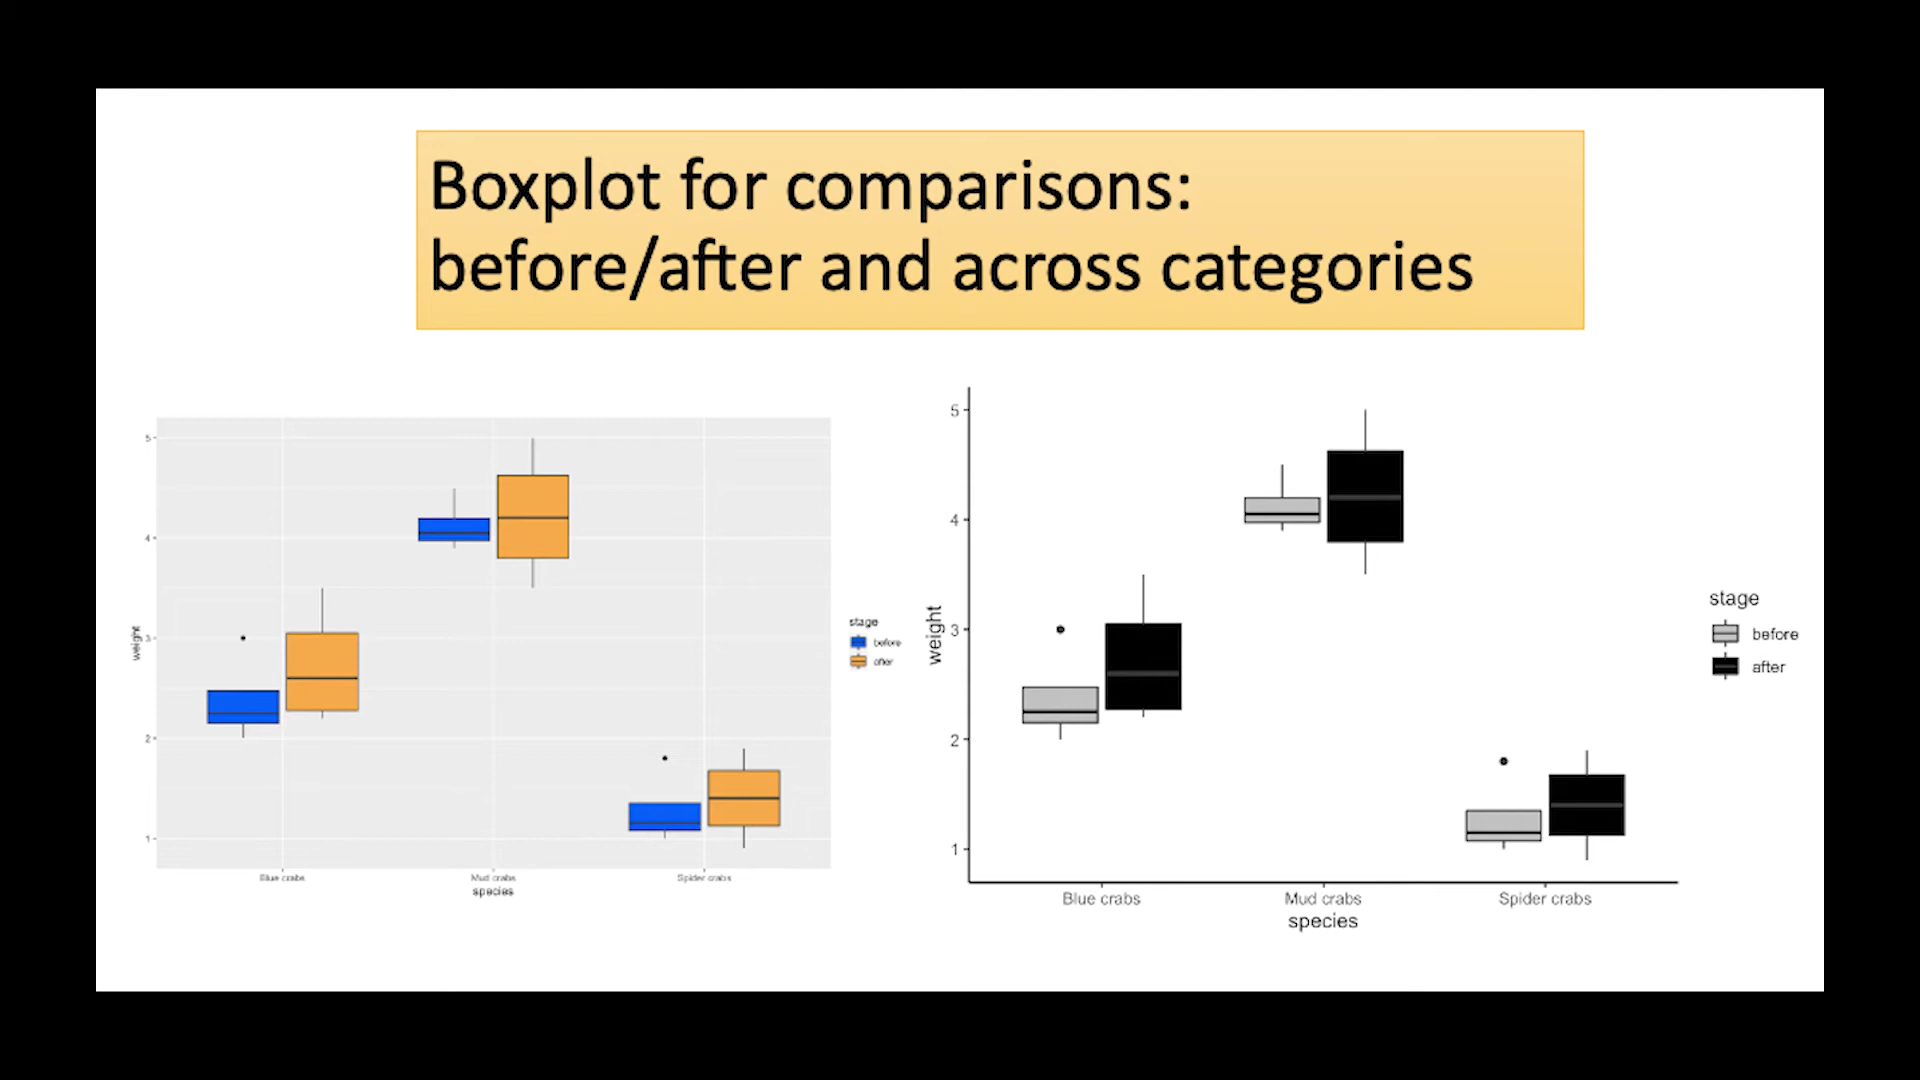 Boxplot for comparisons:
before/after and across categories
5
4
3
2
1
weight
Blue crabs
Mud crabs
Spider crabs
species
stage
before
after
5
4
3
2
1
weight
Blue crabs
Mud crabs
Spider crabs
species
stage
before
after